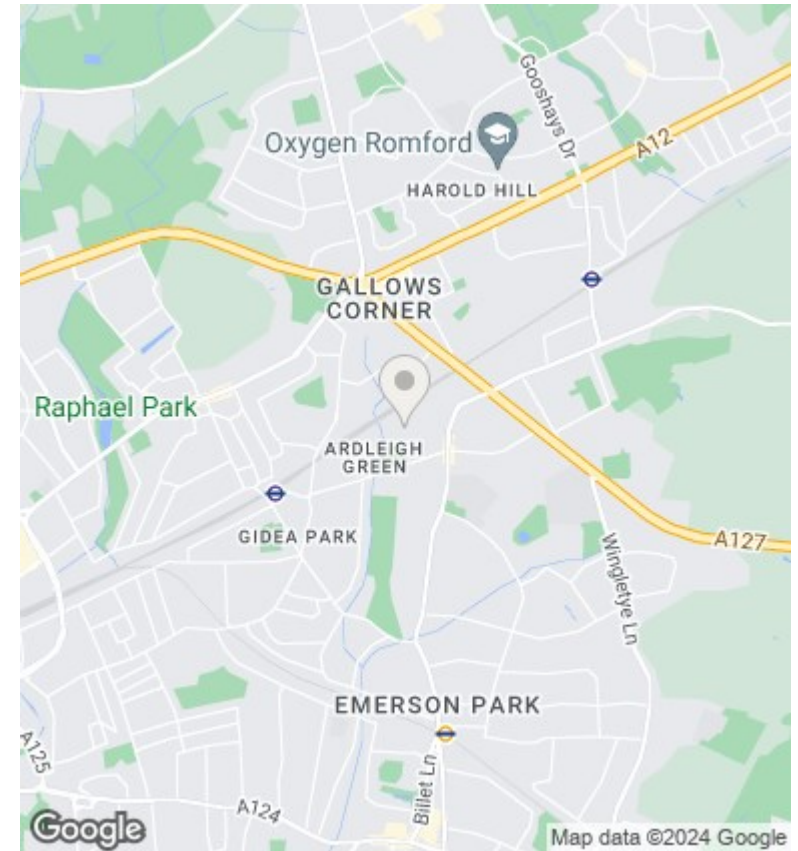 Gooshays Dr
Oxygen Romford
A12
HAROLD HILL
GALLOWS
CORNER
Raphael Park
ARDLEIGH
GREEN
GIDEA PARK
A127
Wingletye Ln
EMERSON PARK
A125
Billet Ln
A124
Google
Map data ©2024 Google